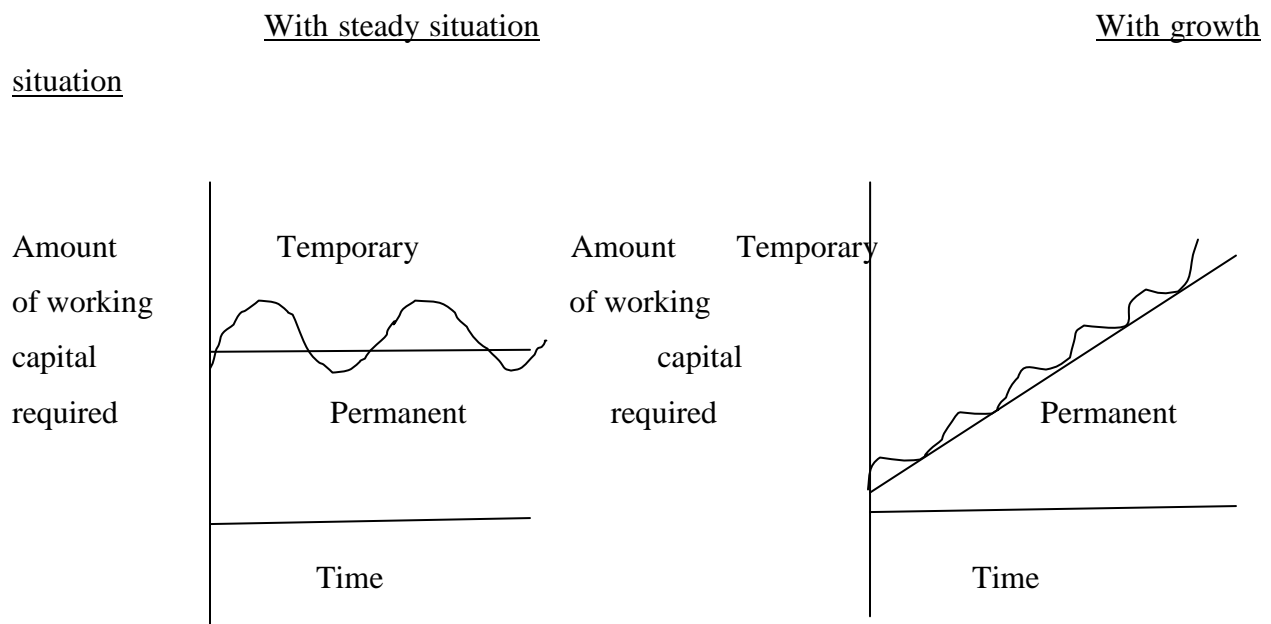 With steady situation With growth
situation
Amount Temporary Amount Temporary
of working of working
capital capital
required Permanent required Permanent
Time Time